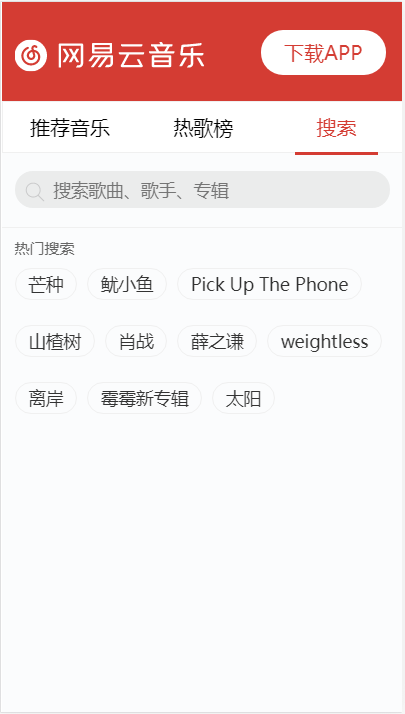 网易云音乐 下载APP
推荐音乐 热歌榜 搜索
搜索歌曲、歌手、专辑
热门搜索
芒种 鱿小鱼 Pick Up The Phone
山楂树 肖战 薛之谦 weightless
离岸 霉霉新专辑 太阳